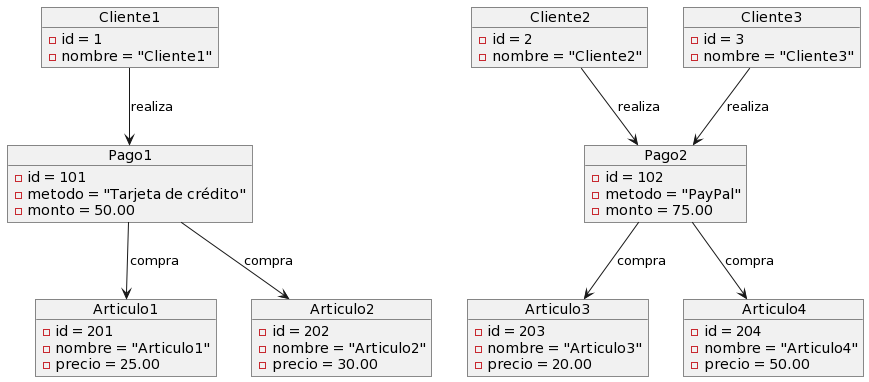 Cliente1
id = 1
nombre = "Cliente1"
Cliente2
id = 2
nombre = "Cliente2"
Cliente3
id = 3
nombre = "Cliente3"
realiza
realiza
realiza
Pago1
id = 101
metodo = "Tarjeta de crédito"
monto = 50.00
Pago2
id = 102
metodo = "PayPal"
monto = 75.00
compra
compra
compra
compra
Articulo1
id = 201
nombre = "Articulo1"
precio = 25.00
Articulo2
id = 202
nombre = "Articulo2"
precio = 30.00
Articulo3
id = 203
nombre = "Articulo3"
precio = 20.00
Articulo4
id = 204
nombre = "Articulo4"
precio = 50.00